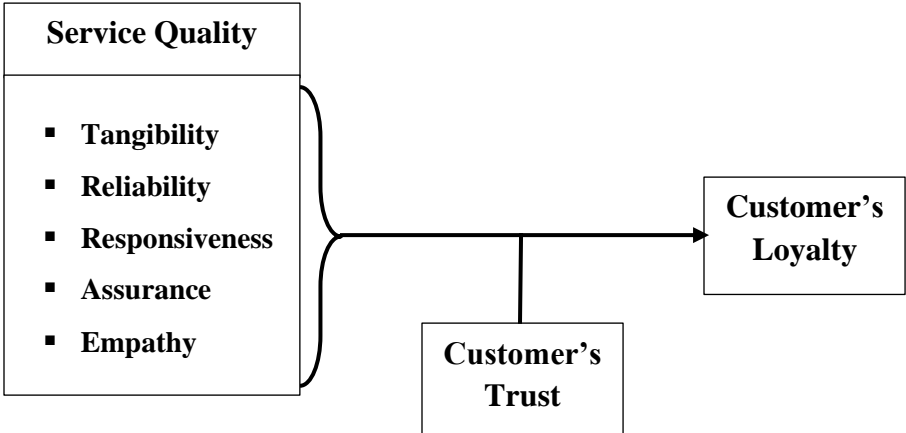 Service Quality
▪ Tangibility
▪ Reliability
▪ Responsiveness
▪ Assurance
▪ Empathy
Customer’s
Loyalty
Customer’s
Trust